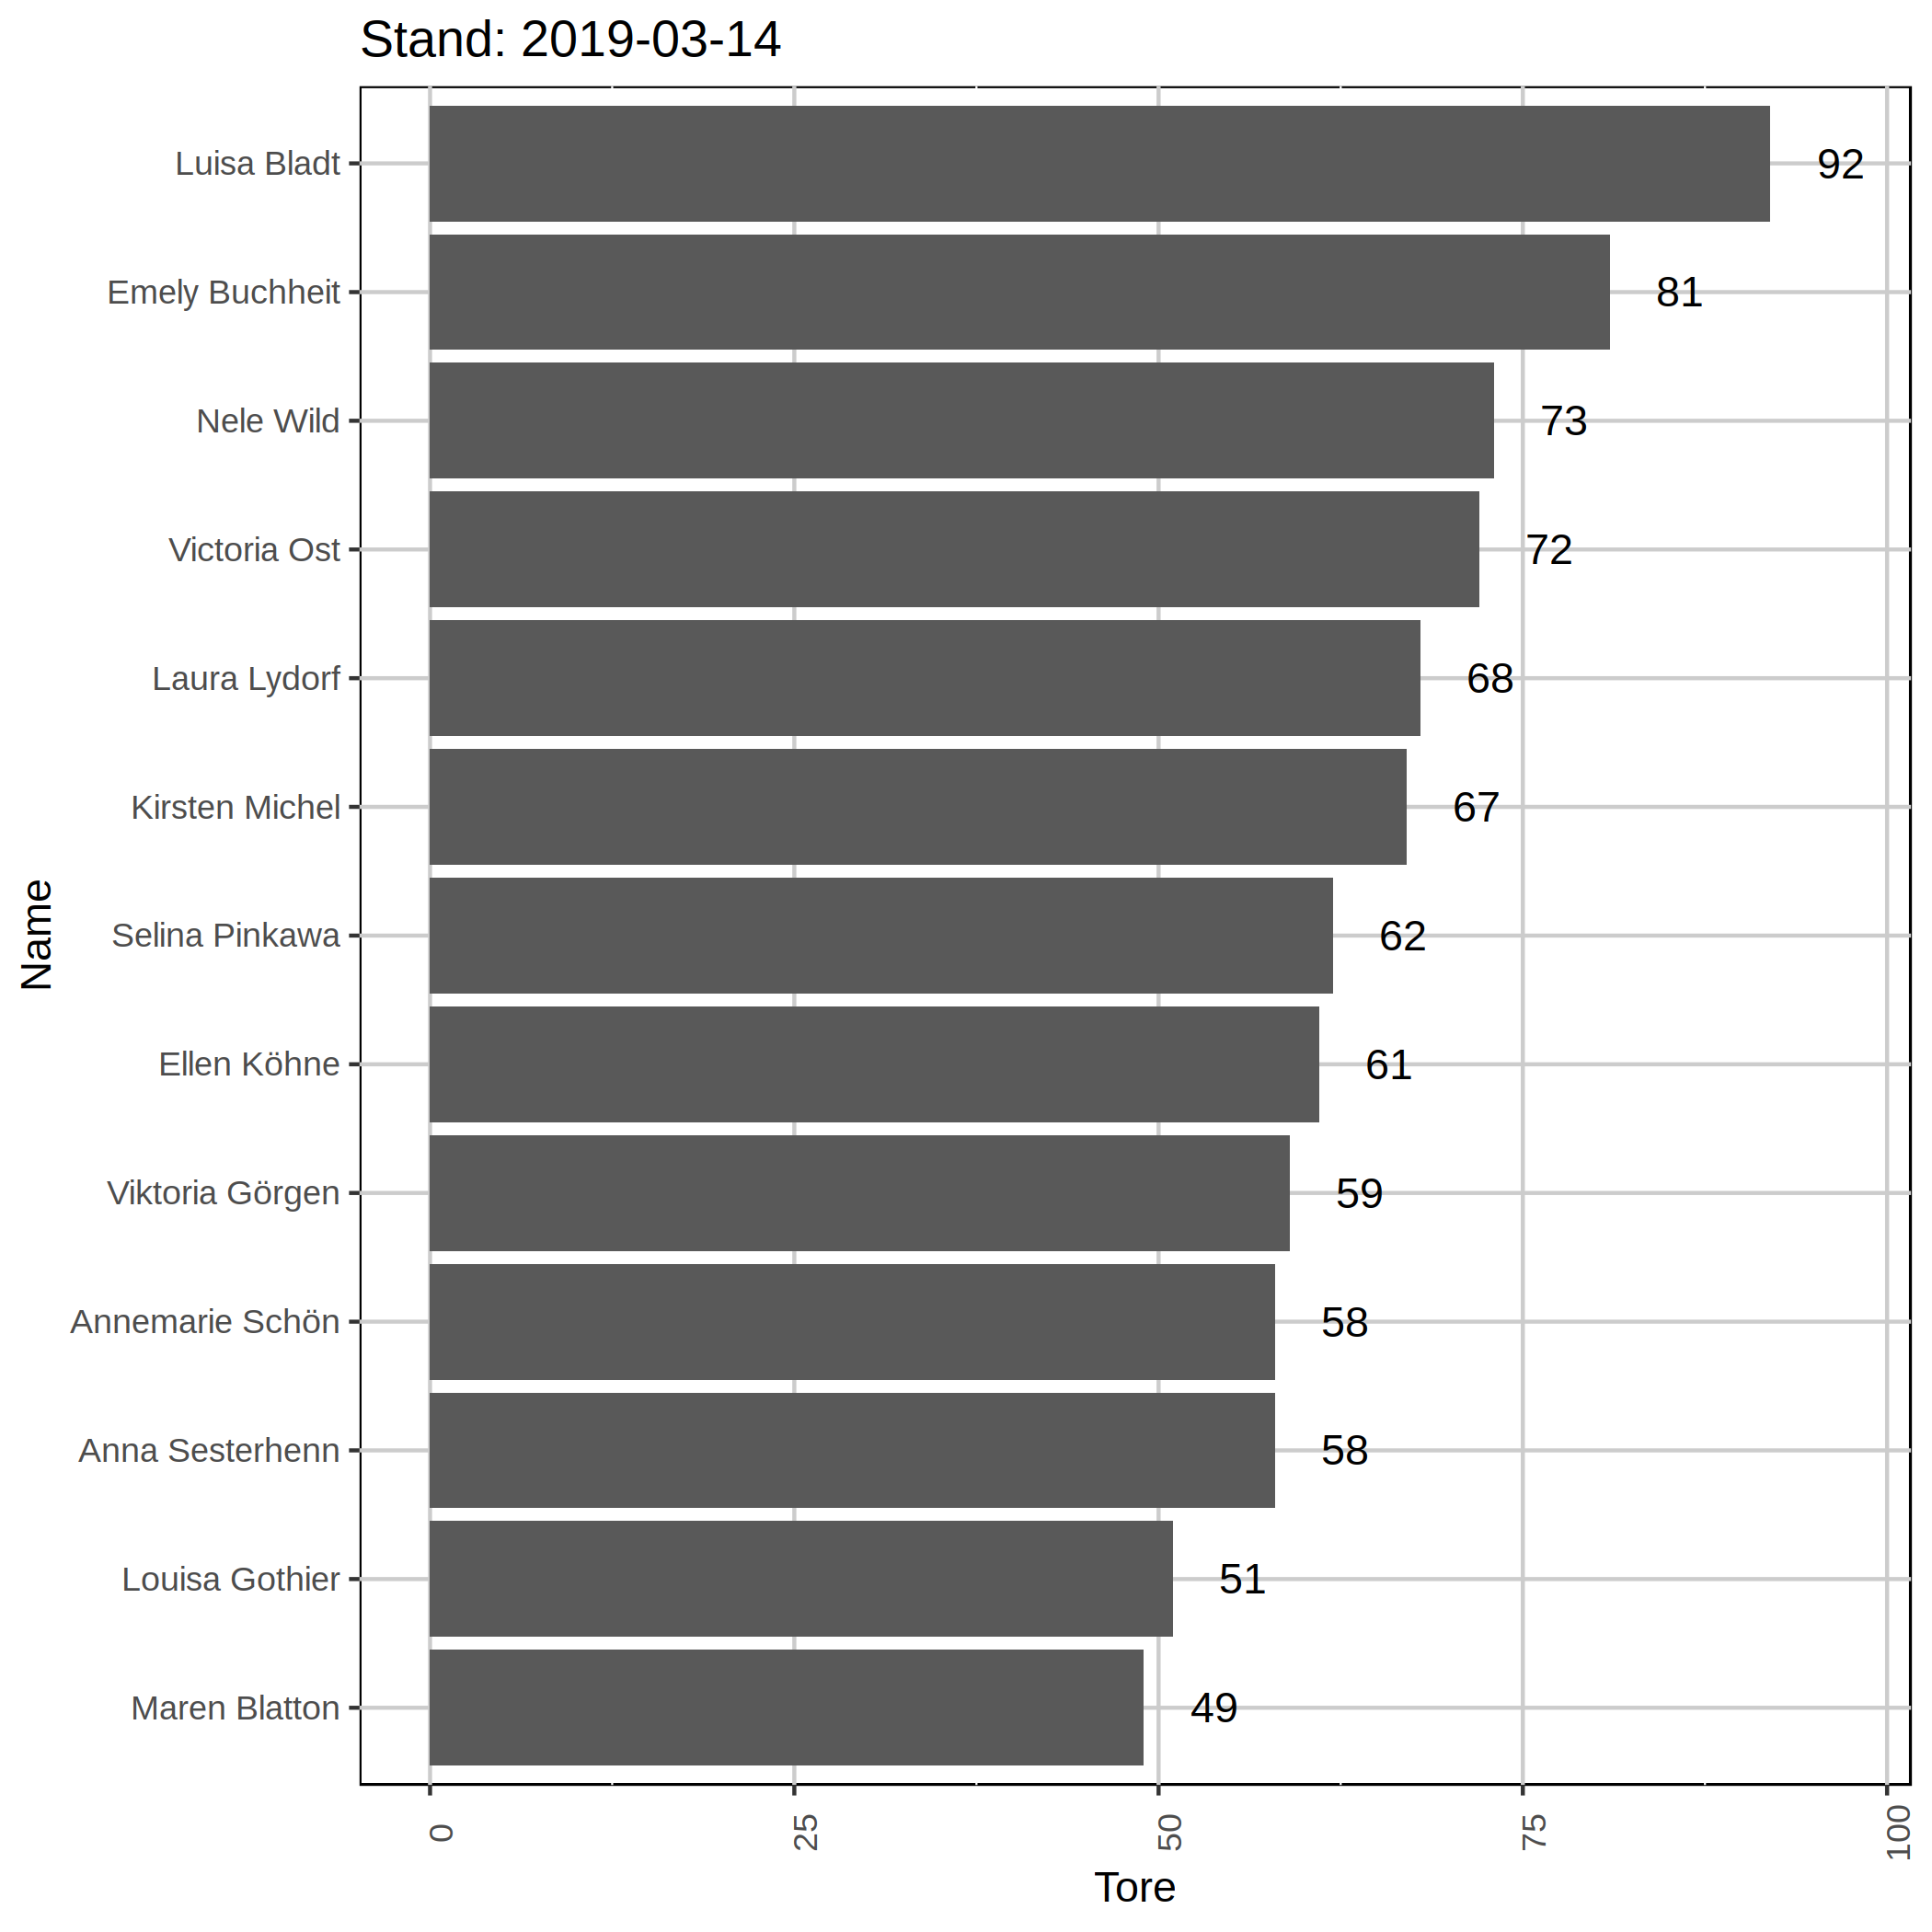 Stand: 2019-03-14
Luisa Bladt 92
Emely Buchheit 81
Nele Wild 73
Victoria Ost 72
Laura Lydorf 68
Kirsten Michel 67
Selina Pinkawa 62
Ellen Köhne 61
Viktoria Görgen 59
Annemarie Schön 58
Anna Sesterhenn 58
Louisa Gothier 51
Maren Blatton 49
Name
0 25 50 75 100
Tore